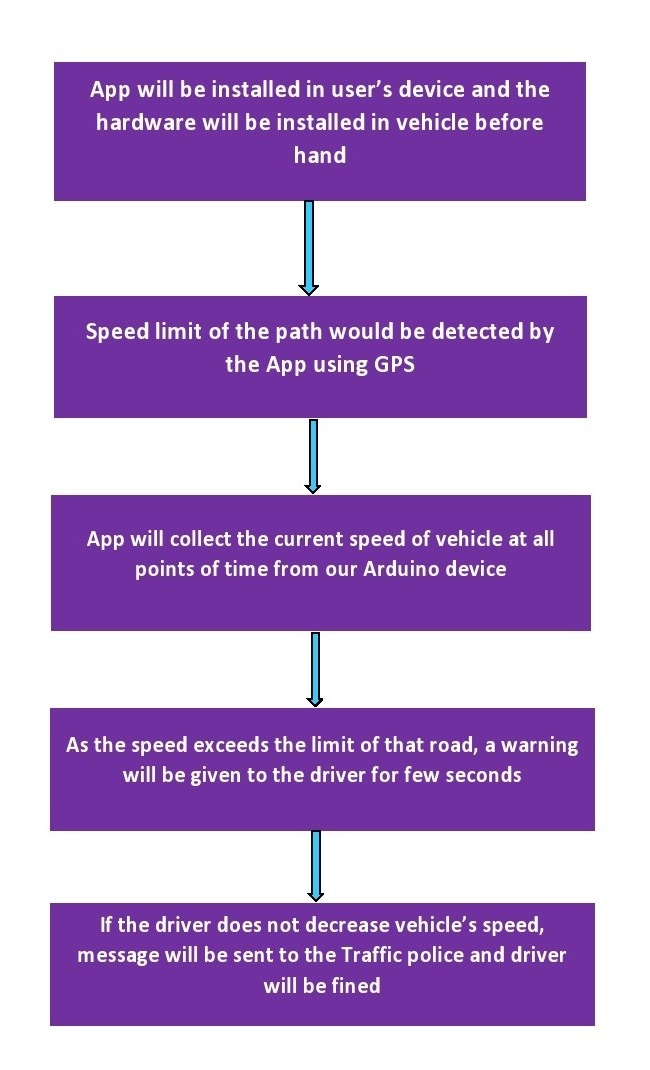 App will be installed in user’s device and the
hardware will be installed in vehicle before
hand
Speed limit of the path would be detected by
the App using GPS
App will collect the current speed of vehicle at all
points of time from our Arduino device
As the speed exceeds the limit of that road, a warning
will be given to the driver for few seconds
If the driver does not decrease vehicle’s speed,
message will be sent to the Traffic police and driver
will be fined